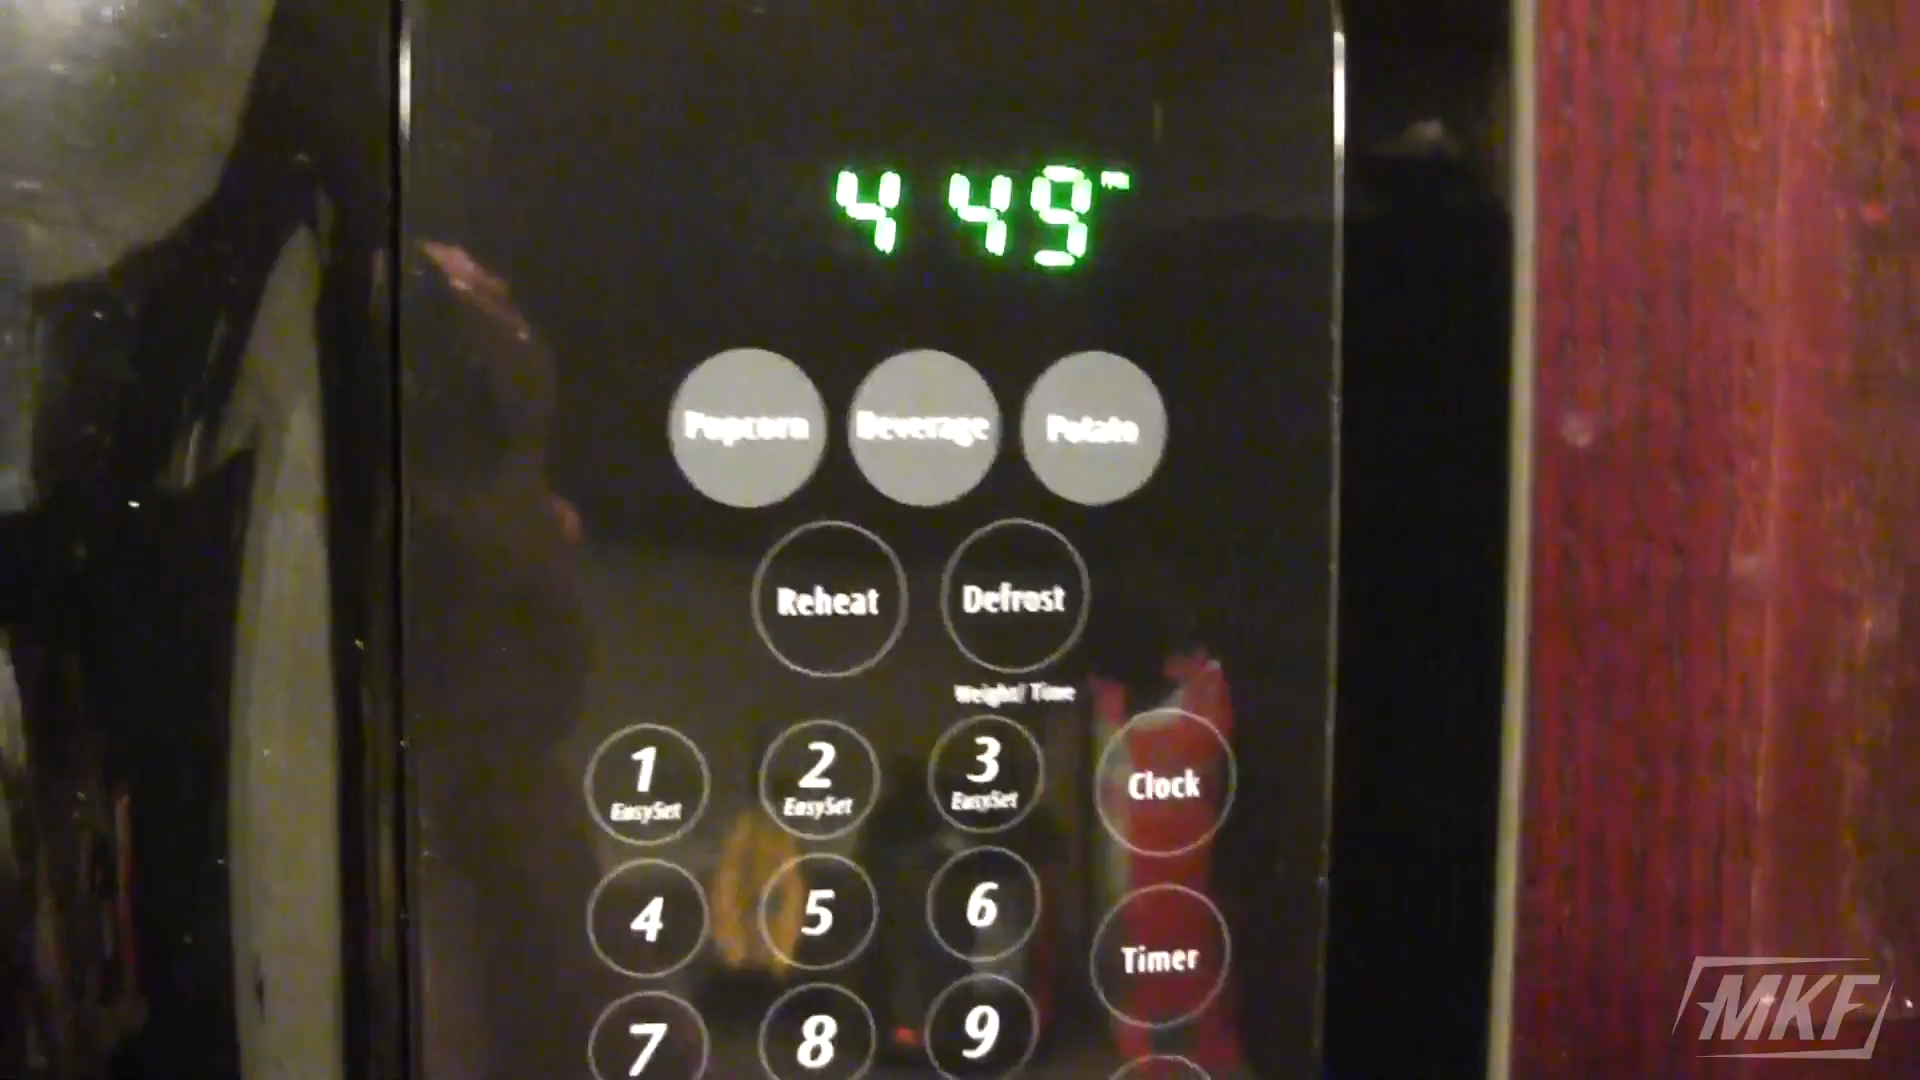 4 49 PM
Popcorn Beverage Potato
Reheat Defrost
Weight/ Time
1 2 3
EasySet EasySet EasySet
Clock
4 5 6
Timer
7 8 9
MKF